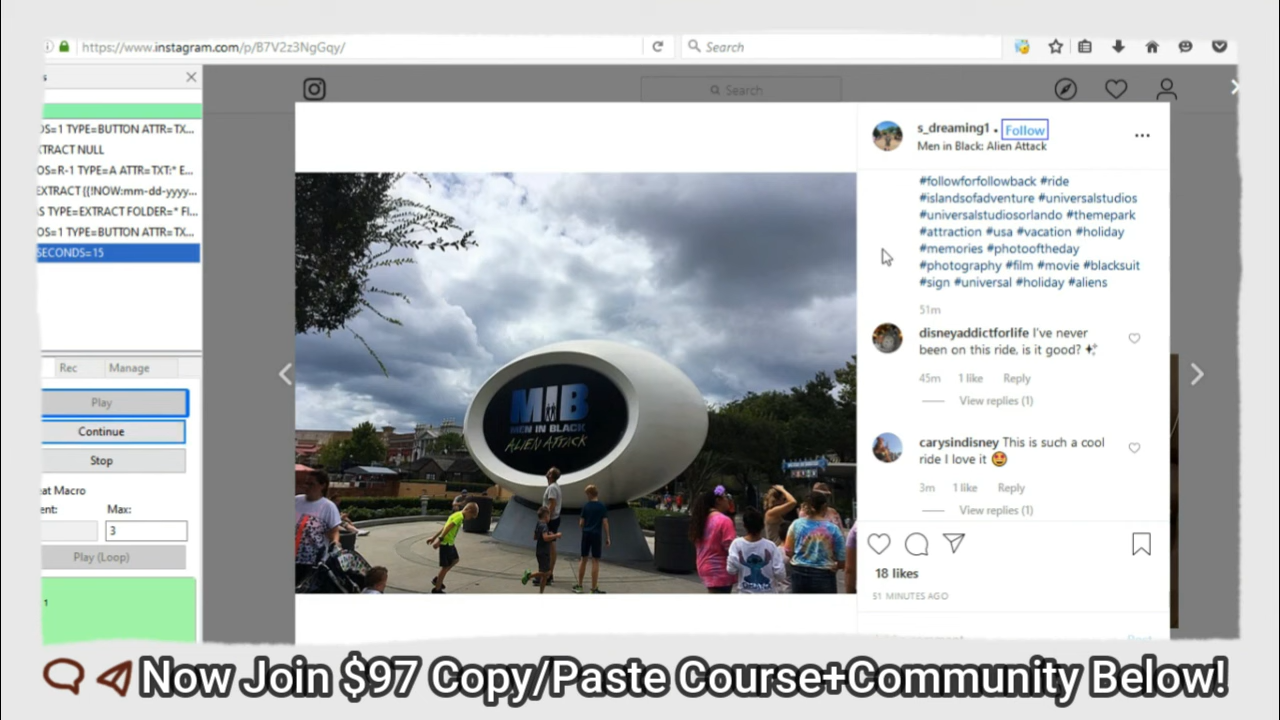 https://www.instagram.com/p/B7V2z3NgGqy/
Search
s
OS=1 TYPE=BUTTON ATTR=TX...
TRACT NULL
OS=R-1 TYPE=A ATTR=TXT:* E...
EXTRACT [{!NOW:mm-dd-yyyy...
S TYPE=EXTRACT FOLDER=* FI...
OS=1 TYPE=BUTTON ATTR=TX...
SECONDS=15
Rec
Manage
Play
Continue
Stop
at Macro
ent:
Max:
3
Play (Loop)
1
Search
MIB
MEN IN BLACK
ALIEN ATTACK
s_dreaming1 • Follow
Men in Black: Alien Attack
#followforfollowback #ride
#islandsofadventure #universalstudios
#universalstudiosorlando #themepark
#attraction #usa #vacation #holiday
#memories #photooftheday
#photography #film #movie #blacksuit
#sign #universal #holiday #aliens
51m
disneyaddictforlife I've never
been on this ride, is it good? ✨
45m 1 like Reply
View replies (1)
carysindisney This is such a cool
ride I love it 😍
3m 1 like Reply
View replies (1)
18 likes
51 MINUTES AGO
Now Join $97 Copy/Paste Course+Community Below!